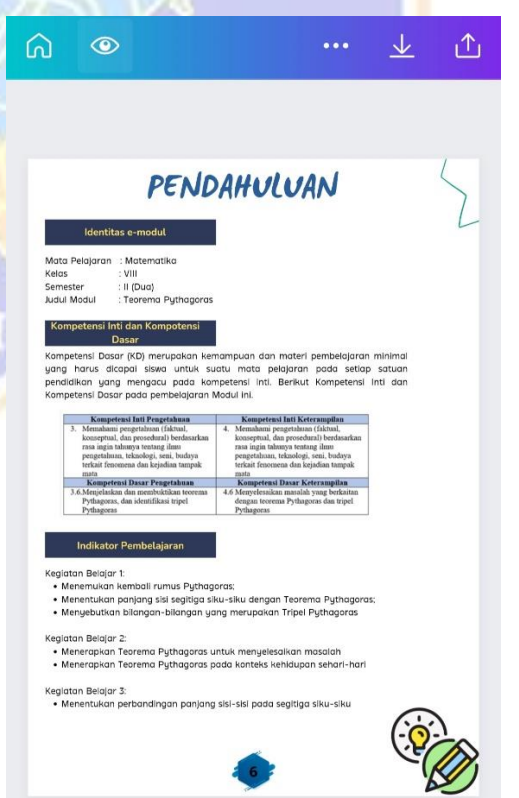 PENDAHULUAN
Identitas e-modul
Mata Pelajaran : Matematika
Kelas : VIII
Semester : II (Dua)
Judul Modul : Teorema Pythagoras
Kompetensi Inti dan Kompotensi
Dasar
Kompetensi Dasar (KD) merupakan kemampuan dan materi pembelajaran minimal
yang harus dicapai siswa untuk suatu mata pelajaran pada setiap satuan
pendidikan yang mengacu pada kompetensi inti. Berikut Kompetensi Inti dan
Kompetensi Dasar pada pembelajaran Modul ini.
Kompetensi Inti Pengetahuan
3. Memahami pengetahuan (faktual,
konseptual, dan prosedural) berdasarkan
rasa ingin tahunya tentang ilmu
pengetahuan, teknologi, seni, budaya
terkait fenomena dan kejadian tampak
mata
Kompetensi Inti Keterampilan
4. Memahami pengetahuan (faktual,
konseptual, dan prosedural) berdasarkan
rasa ingin tahunya tentang ilmu
pengetahuan, teknologi, seni, budaya
terkait fenomena dan kejadian tampak
mata
Kompetensi Dasar Pengetahuan
3.6.Menjelaskan dan membuktikan teorema
Pythagoras, dan identifikasi tripel
Pythagoras
Kompetensi Dasar Keterampilan
4.6 Menyelesaikan masalah yang berkaitan
dengan teorema Pythagoras dan tripel
Pythagoras
Indikator Pembelajaran
Kegiatan Belajar 1:
• Menemukan kembali rumus Pythagoras;
• Menentukan panjang sisi segitiga siku-siku dengan Teorema Pythagoras;
• Menyebutkan bilangan-bilangan yang merupakan Tripel Pythagoras
Kegiatan Belajar 2:
• Menerapkan Teorema Pythagoras untuk menyelesaikan masalah
• Menerapkan Teorema Pythagoras pada konteks kehidupan sehari-hari
Kegiatan Belajar 3:
• Menentukan perbandingan panjang sisi-sisi pada segitiga siku-siku
6